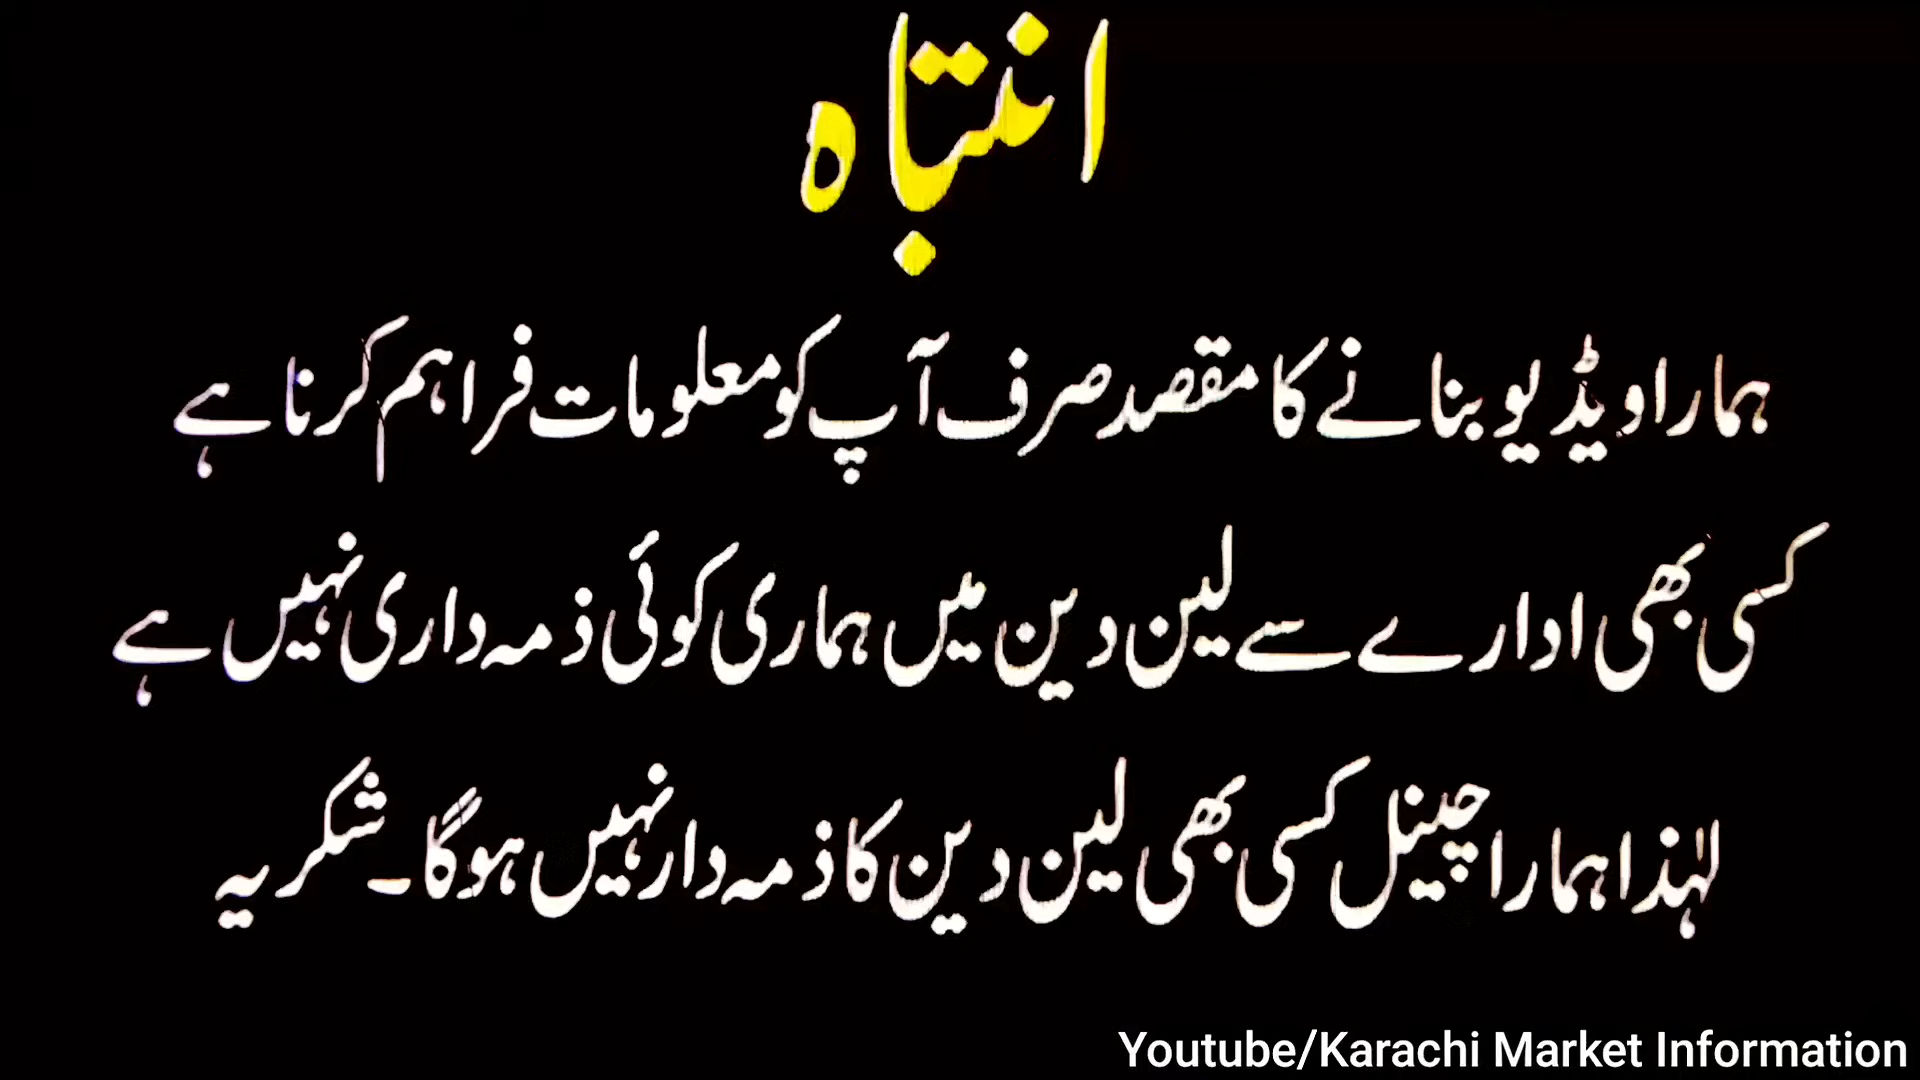 انتباہ
ہمارا ویڈیو بنانے کا مقصد صرف آپ کو معلومات فراہم کرنا ہے
کسی بھی ادارے سے لین دین میں ہماری کوئی ذمہ داری نہیں ہے
لہٰذا ہمارا چینل کسی بھی لین دین کا ذمہ دار نہیں ہوگا۔ شکریہ
Youtube/Karachi Market Information